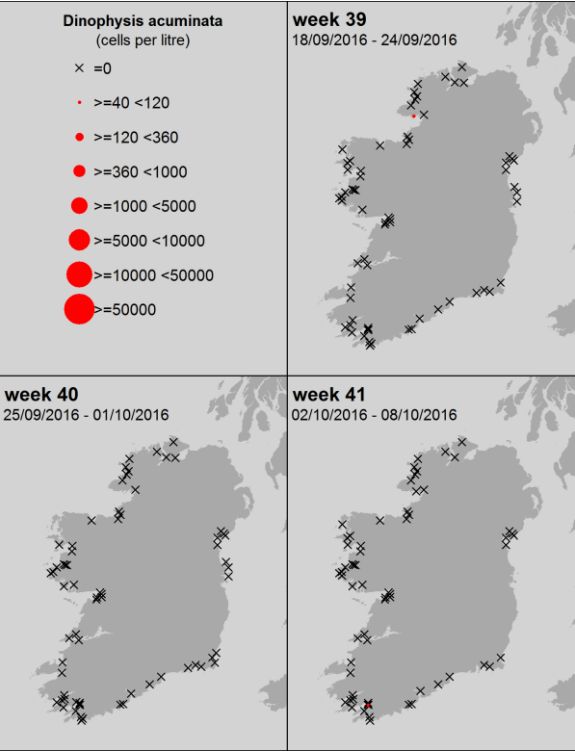 Dinophysis acuminata
(cells per litre)
× =0
>=40 <120
>=120 <360
>=360 <1000
>=1000 <5000
>=5000 <10000
>=10000 <50000
>=50000
week 39
18/09/2016 - 24/09/2016
week 40
25/09/2016 - 01/10/2016
week 41
02/10/2016 - 08/10/2016